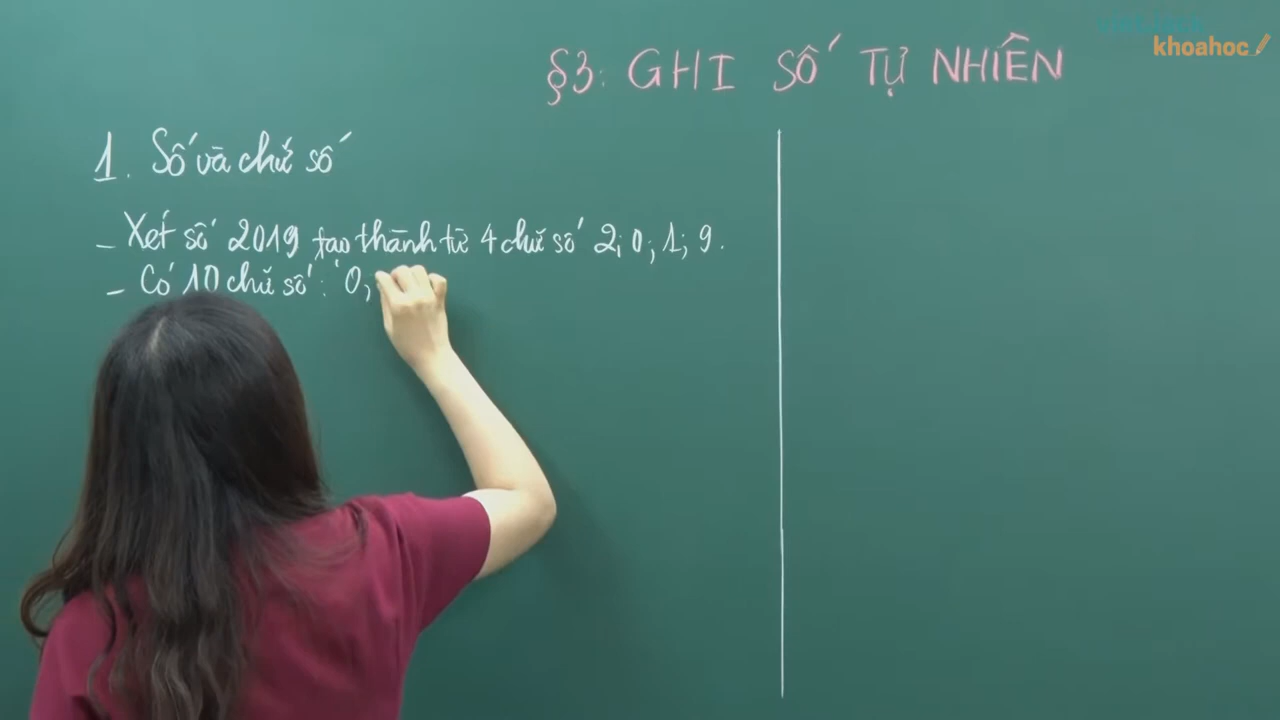 khoahoc
§3: GHI SỐ TỰ NHIÊN
1. Số và chữ số
- Xét số 2019 tạo thành từ 4 chữ số 2; 0; 1; 9.
- Có 10 chữ số: 0;